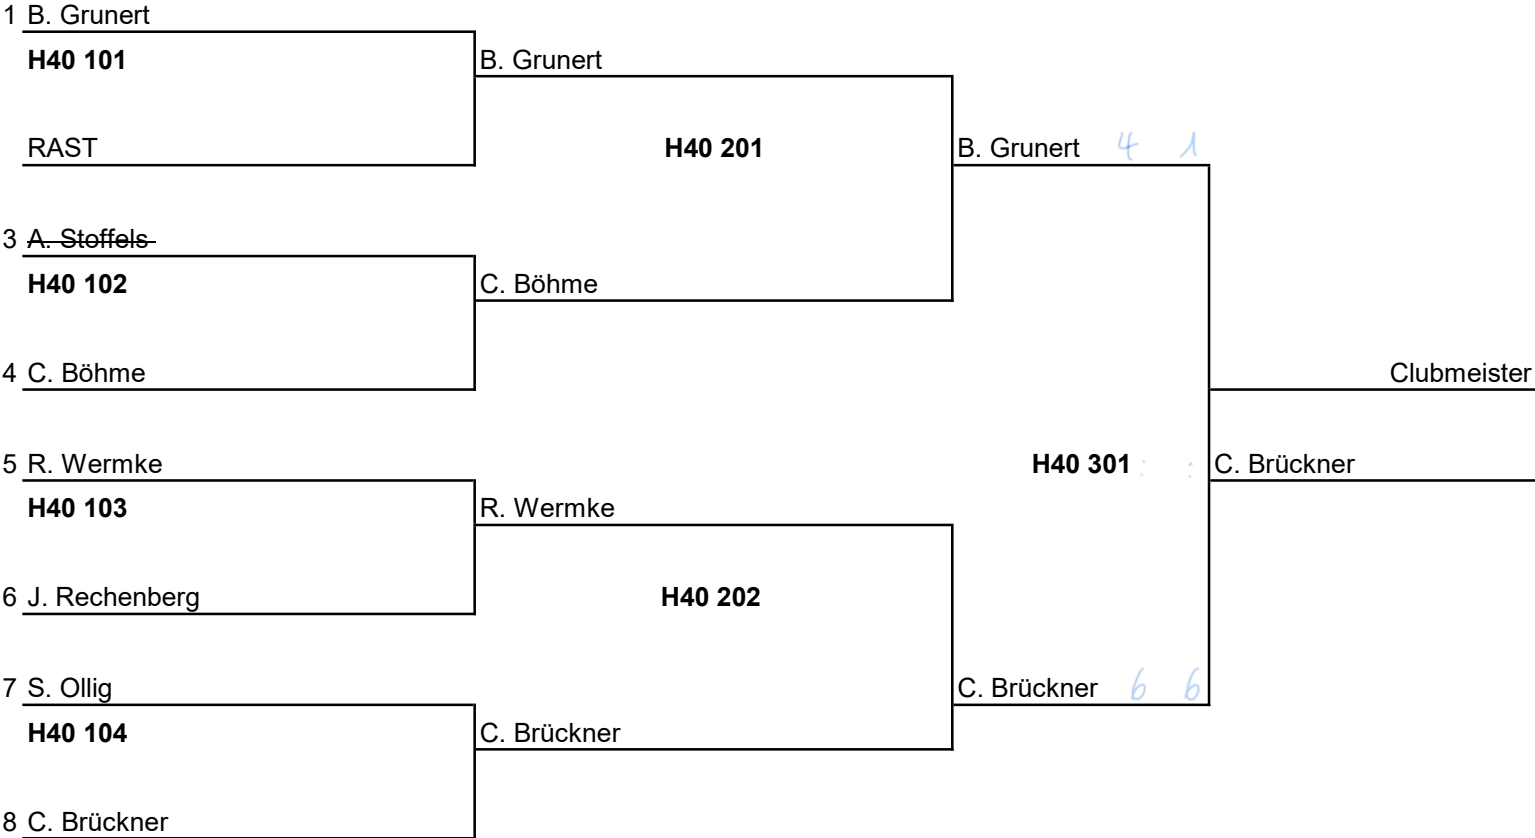 1 B. Grunert
H40 101
B. Grunert
RAST
H40 201
B. Grunert 4 1
3 A. Stoffels
H40 102
C. Böhme
4 C. Böhme
Clubmeister
5 R. Wermke
H40 301 : :
C. Brückner
H40 103
R. Wermke
6 J. Rechenberg
H40 202
7 S. Ollig
C. Brückner 6 6
H40 104
C. Brückner
8 C. Brückner